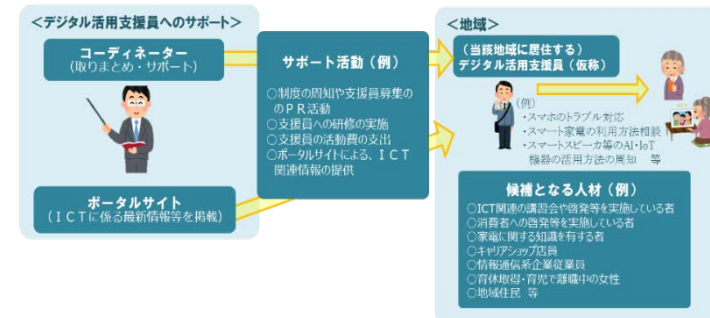 ＜デジタル活用支援員へのサポート＞
コーディネーター
（取りまとめ・サポート）
ポータルサイト
（ＩＣＴに係る最新情報等を掲載）
サポート活動（例）
○制度の周知や支援員募集の
のＰＲ活動
○支援員への研修の実施
○支援員の活動費の支出
○ポータルサイトによる、ＩＣＴ
関連情報の提供
＜地域＞
（当該地域に居住する）
デジタル活用支援員（仮称）
（例）
・スマホのトラブル対応
・スマート家電の利用方法相談
・スマートスピーカ等のAI・IoT
機器の活用方法の周知　等
候補となる人材（例）
○ICT関連の講習会や啓発等を実施している者
○消費者への啓発等を実施している者
○家電に関する知識を有する者
○キャリアショップ店員
○情報通信系企業従業員
○育休取得・育児で離職中の女性
○地域住民　等